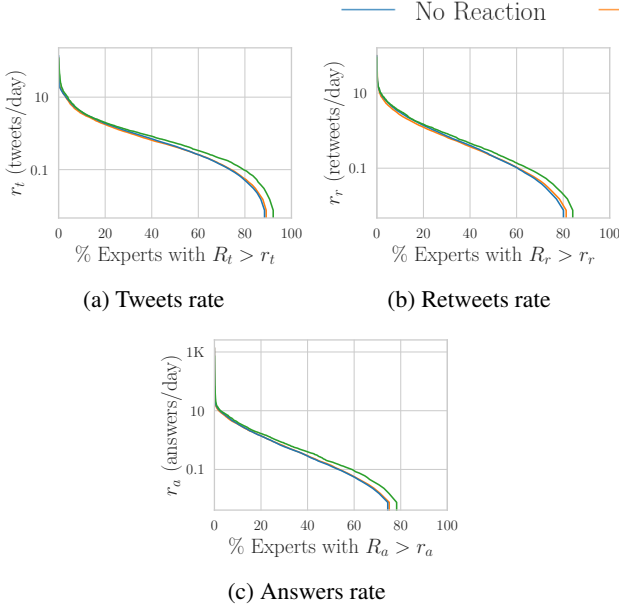 No Reaction
10
0.1
r_t (tweets/day)
0 20 40 60 80 100
% Experts with R_t > r_t
(a) Tweets rate
10
0.1
r_r (retweets/day)
0 20 40 60 80 100
% Experts with R_r > r_r
(b) Retweets rate
1K
10
0.1
r_a (answers/day)
0 20 40 60 80 100
% Experts with R_a > r_a
(c) Answers rate